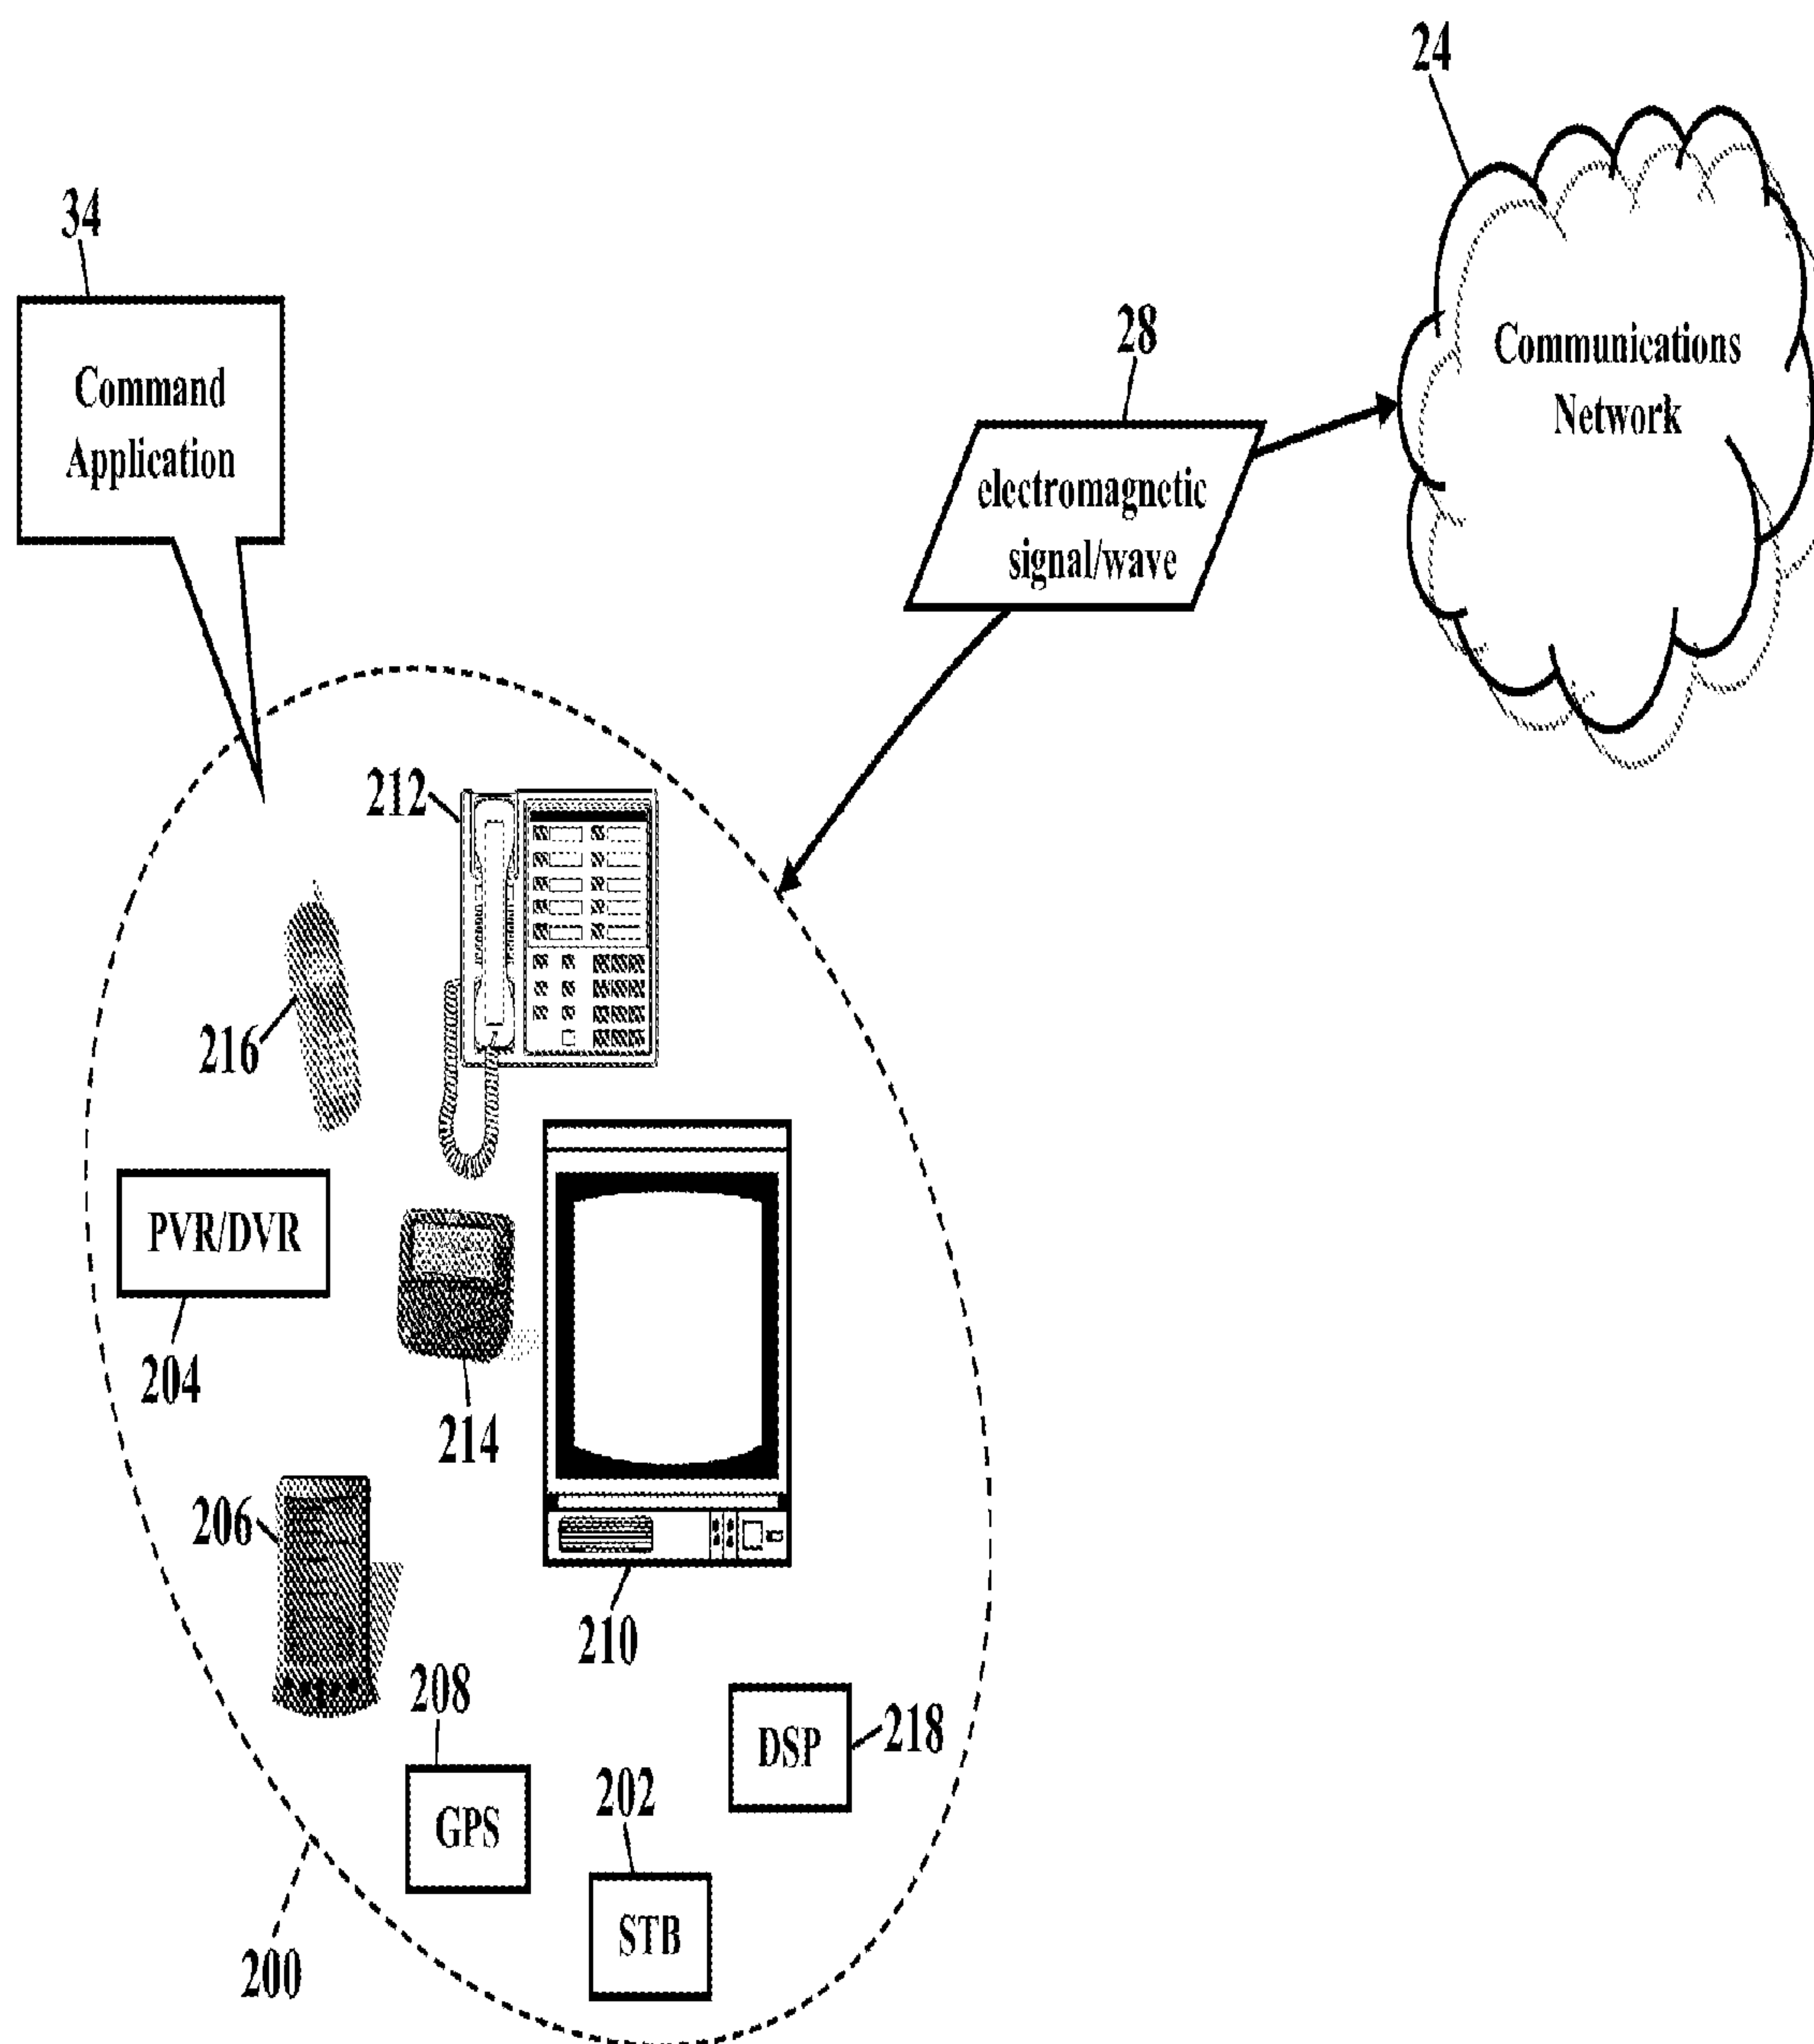 24
34
Command
Application
28
Communications
Network
electromagnetic
signal/wave
212
216
PVR/DVR
204
214
206
210
208
DSP
218
GPS
202
STB
200